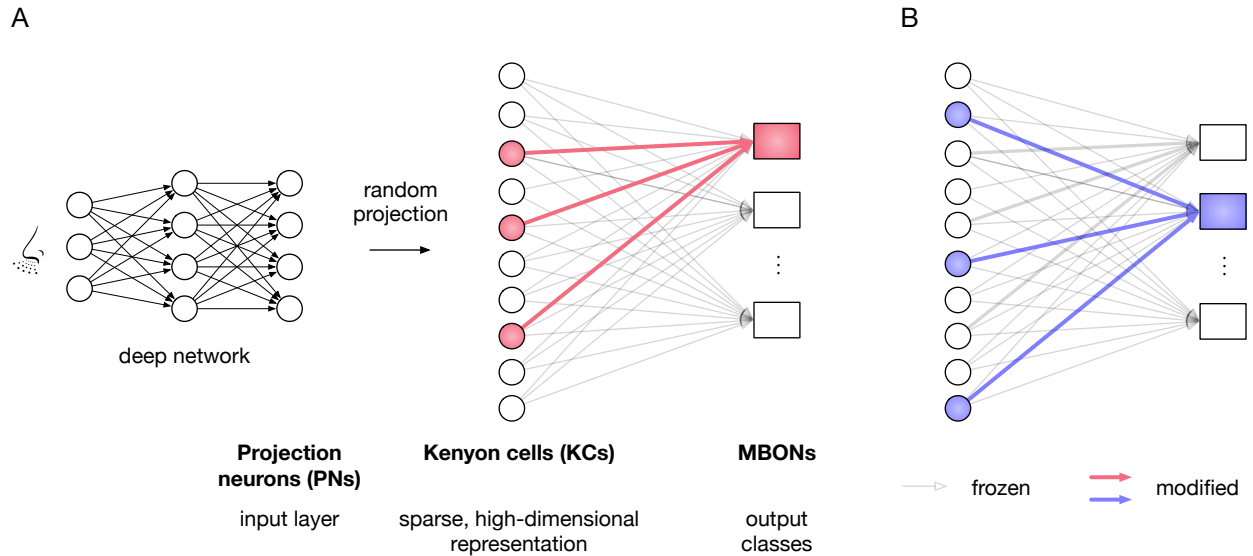 A
B
random
projection
deep network
Projection
neurons (PNs)
input layer
Kenyon cells (KCs)
sparse, high-dimensional
representation
MBONs
output
classes
frozen
modified